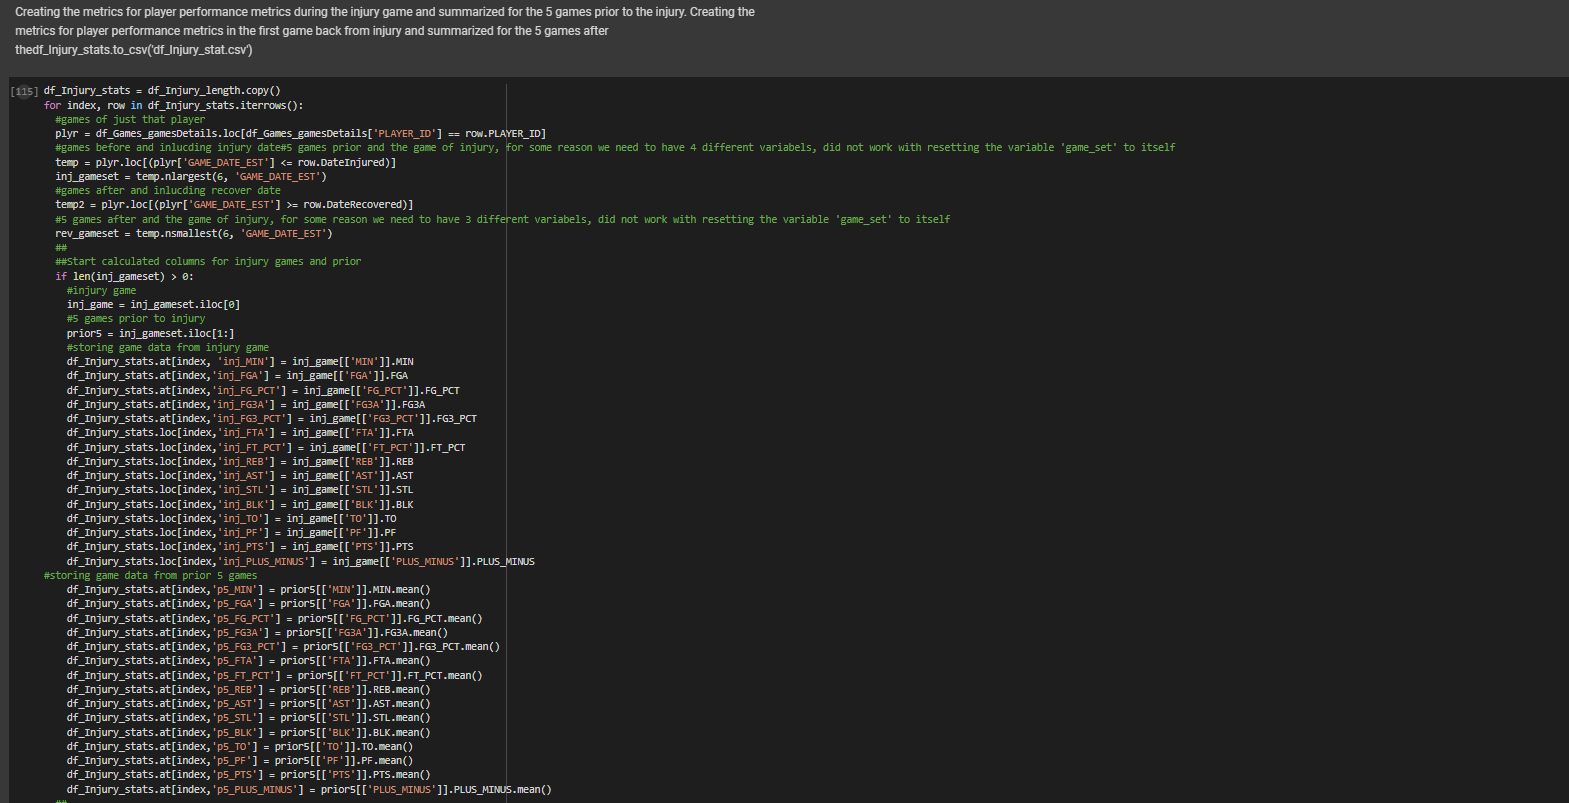 Creating the metrics for player performance metrics during the injury game and summarized for the 5 games prior to the injury. Creating the
metrics for player performance metrics in the first game back from injury and summarized for the 5 games after
thedf_Injury_stats.to_csv('df_Injury_stat.csv')
[115] df_Injury_stats = df_Injury_length.copy()
for index, row in df_Injury_stats.iterrows():
#games of just that player
plyr = df_Games_gamesDetails.loc[df_Games_gamesDetails['PLAYER_ID'] == row.PLAYER_ID]
#games before and inlucding injury date#5 games prior and the game of injury, for some reason we need to have 4 different variabels, did not work with resetting the variable 'game_set' to itself
temp = plyr.loc[(plyr['GAME_DATE_EST'] <= row.DateInjured)]
inj_gameset = temp.nlargest(6, 'GAME_DATE_EST')
#games after and inlucding recover date
temp2 = plyr.loc[(plyr['GAME_DATE_EST'] >= row.DateRecovered)]
#5 games after and the game of injury, for some reason we need to have 3 different variabels, did not work with resetting the variable 'game_set' to itself
rev_gameset = temp.nsmallest(6, 'GAME_DATE_EST')
##
##Start calculated columns for injury games and prior
if len(inj_gameset) > 0:
#injury game
inj_game = inj_gameset.iloc[0]
#5 games prior to injury
prior5 = inj_gameset.iloc[1:]
#storing game data from injury game
df_Injury_stats.at[index, 'inj_MIN'] = inj_game[['MIN']].MIN
df_Injury_stats.at[index,'inj_FGA'] = inj_game[['FGA']].FGA
df_Injury_stats.at[index,'inj_FG_PCT'] = inj_game[['FG_PCT']].FG_PCT
df_Injury_stats.at[index,'inj_FG3A'] = inj_game[['FG3A']].FG3A
df_Injury_stats.at[index,'inj_FG3_PCT'] = inj_game[['FG3_PCT']].FG3_PCT
df_Injury_stats.loc[index,'inj_FTA'] = inj_game[['FTA']].FTA
df_Injury_stats.loc[index,'inj_FT_PCT'] = inj_game[['FT_PCT']].FT_PCT
df_Injury_stats.loc[index,'inj_REB'] = inj_game[['REB']].REB
df_Injury_stats.loc[index,'inj_AST'] = inj_game[['AST']].AST
df_Injury_stats.loc[index,'inj_STL'] = inj_game[['STL']].STL
df_Injury_stats.loc[index,'inj_BLK'] = inj_game[['BLK']].BLK
df_Injury_stats.loc[index,'inj_TO'] = inj_game[['TO']].TO
df_Injury_stats.loc[index,'inj_PF'] = inj_game[['PF']].PF
df_Injury_stats.loc[index,'inj_PTS'] = inj_game[['PTS']].PTS
df_Injury_stats.loc[index,'inj_PLUS_MINUS'] = inj_game[['PLUS_MINUS']].PLUS_MINUS
#storing game data from prior 5 games
df_Injury_stats.at[index,'p5_MIN'] = prior5[['MIN']].MIN.mean()
df_Injury_stats.at[index,'p5_FGA'] = prior5[['FGA']].FGA.mean()
df_Injury_stats.at[index,'p5_FG_PCT'] = prior5[['FG_PCT']].FG_PCT.mean()
df_Injury_stats.at[index,'p5_FG3A'] = prior5[['FG3A']].FG3A.mean()
df_Injury_stats.at[index,'p5_FG3_PCT'] = prior5[['FG3_PCT']].FG3_PCT.mean()
df_Injury_stats.at[index,'p5_FTA'] = prior5[['FTA']].FTA.mean()
df_Injury_stats.at[index,'p5_FT_PCT'] = prior5[['FT_PCT']].FT_PCT.mean()
df_Injury_stats.at[index,'p5_REB'] = prior5[['REB']].REB.mean()
df_Injury_stats.at[index,'p5_AST'] = prior5[['AST']].AST.mean()
df_Injury_stats.at[index,'p5_STL'] = prior5[['STL']].STL.mean()
df_Injury_stats.at[index,'p5_BLK'] = prior5[['BLK']].BLK.mean()
df_Injury_stats.at[index,'p5_TO'] = prior5[['TO']].TO.mean()
df_Injury_stats.at[index,'p5_PF'] = prior5[['PF']].PF.mean()
df_Injury_stats.at[index,'p5_PTS'] = prior5[['PTS']].PTS.mean()
df_Injury_stats.at[index,'p5_PLUS_MINUS'] = prior5[['PLUS_MINUS']].PLUS_MINUS.mean()
##